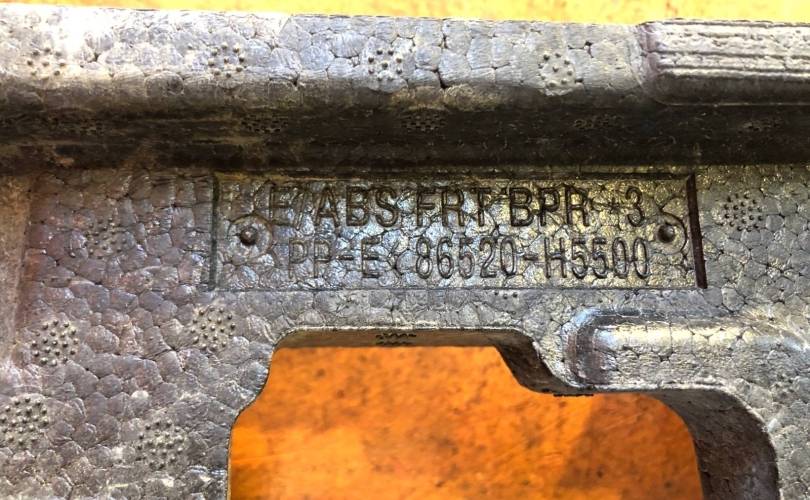 E/ABS FRT BPR +3
PP-E 86520-H5500